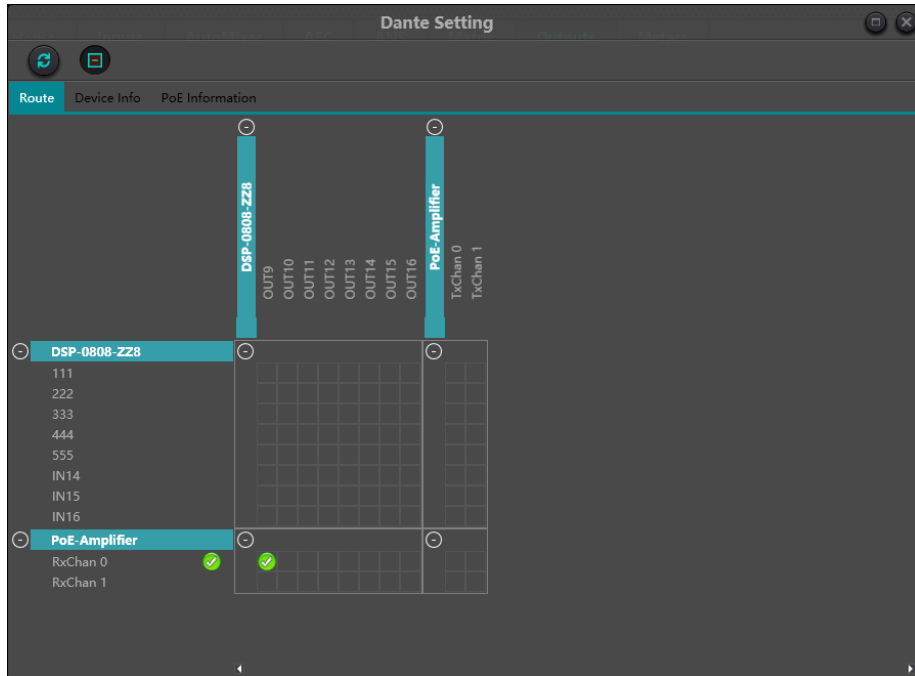 Dante Setting
Route Device Info PoE Information
DSP-0808-ZZ8
OUT9
OUT10
OUT11
OUT12
OUT13
OUT14
OUT15
OUT16
PoE-Amplifier
TxChan 0
TxChan 1
DSP-0808-ZZ8
111
222
333
444
555
IN14
IN15
IN16
PoE-Amplifier
RxChan 0
RxChan 1